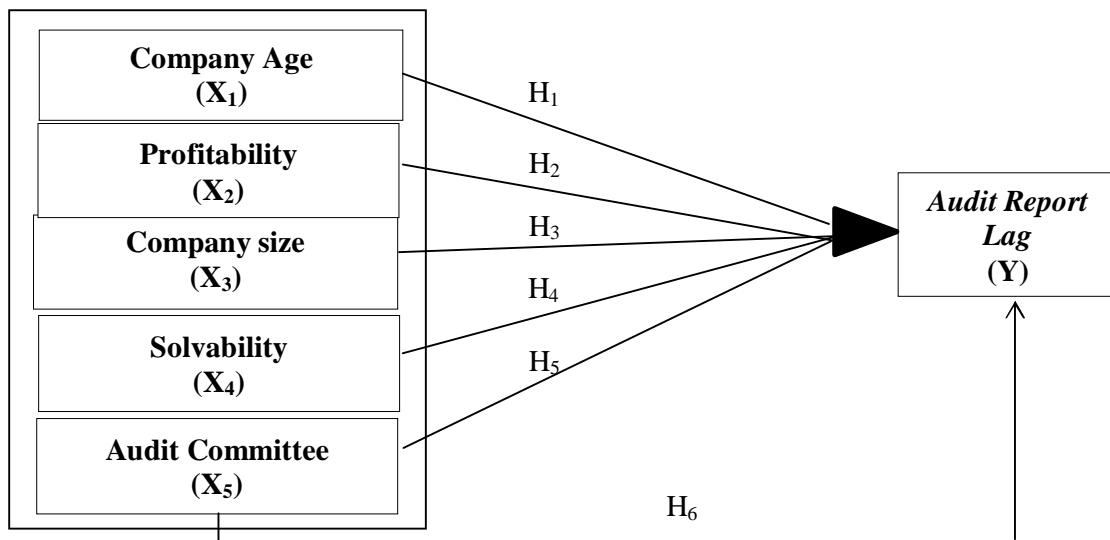 Company Age
(X₁)
Profitability
(X₂)
Company size
(X₃)
Solvability
(X₄)
Audit Committee
(X₅)
H₁
H₂
H₃
H₄
H₅
H₆
Audit Report
Lag
(Y)